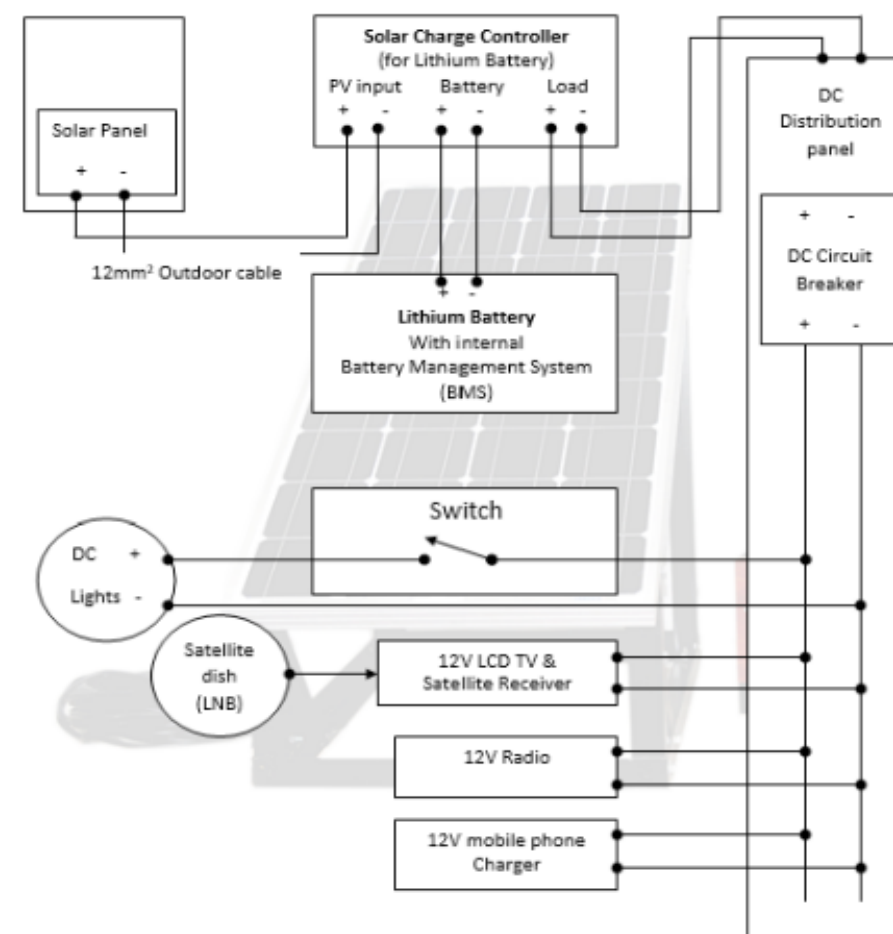 Solar Charge Controller
(for Lithium Battery)
PV input Battery Load
+ - + - + -
Solar Panel
+ -
12mm² Outdoor cable
DC
Distribution
panel
+ -
DC Circuit
Breaker
+ -
+ -
Lithium Battery
With internal
Battery Management System
(BMS)
Switch
DC +
Lights -
Satellite
dish
(LNB)
12V LCD TV &
Satellite Receiver
12V Radio
12V mobile phone
Charger